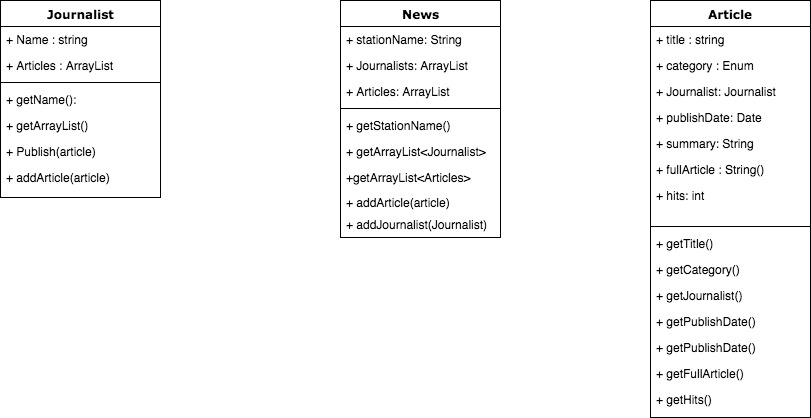 Journalist
+ Name : string
+ Articles : ArrayList
+ getName():
+ getArrayList()
+ Publish(article)
+ addArticle(article)
News
+ stationName: String
+ Journalists: ArrayList
+ Articles: ArrayList
+ getStationName()
+ getArrayList<Journalist>
+getArrayList<Articles>
+ addArticle(article)
+ addJournalist(Journalist)
Article
+ title : string
+ category : Enum
+ Journalist: Journalist
+ publishDate: Date
+ summary: String
+ fullArticle : String()
+ hits: int
+ getTitle()
+ getCategory()
+ getJournalist()
+ getPublishDate()
+ getPublishDate()
+ getFullArticle()
+ getHits()